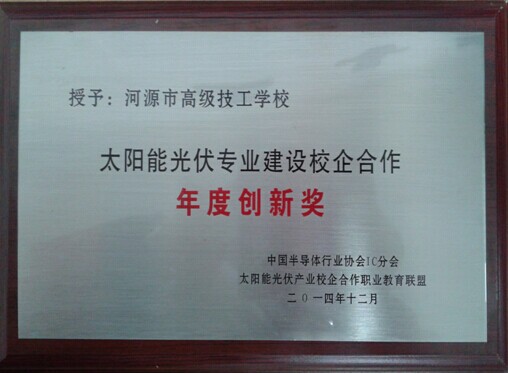 授予：河源市高级技工学校
太阳能光伏专业建设校企合作
年度创新奖
中国半导体行业协会IC分会
太阳能光伏产业校企合作职业教育联盟
二〇一四年十二月